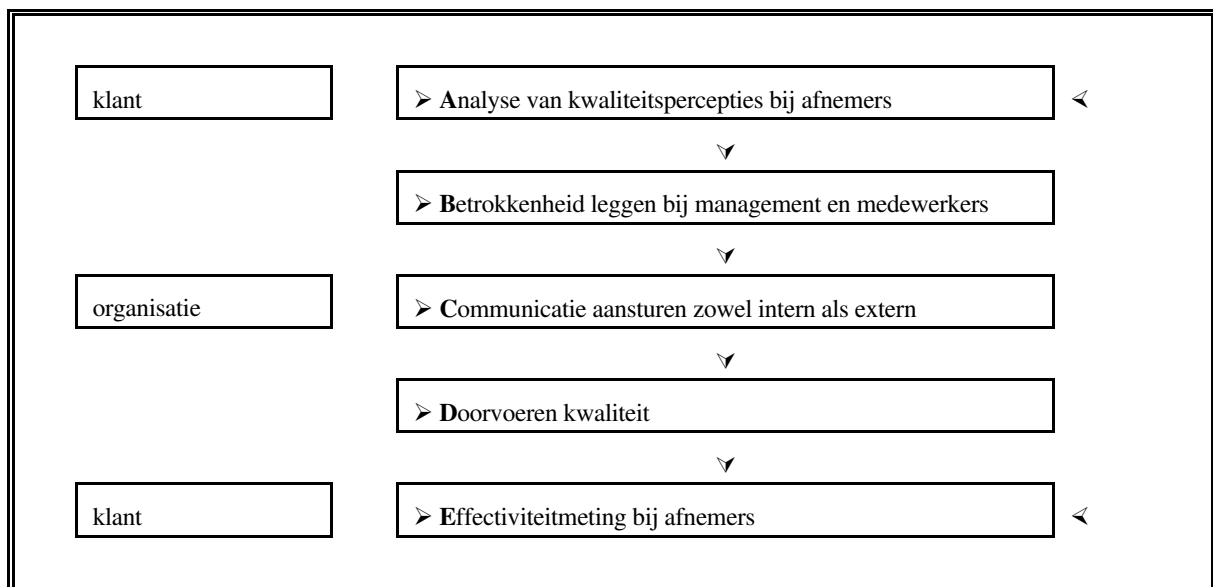 klant
➢ Analyse van kwaliteitspercepties bij afnemers
➢ Betrokkenheid leggen bij management en medewerkers
organisatie
➢ Communicatie aansturen zowel intern als extern
➢ Doorvoeren kwaliteit
klant
➢ Effectiviteitmeting bij afnemers